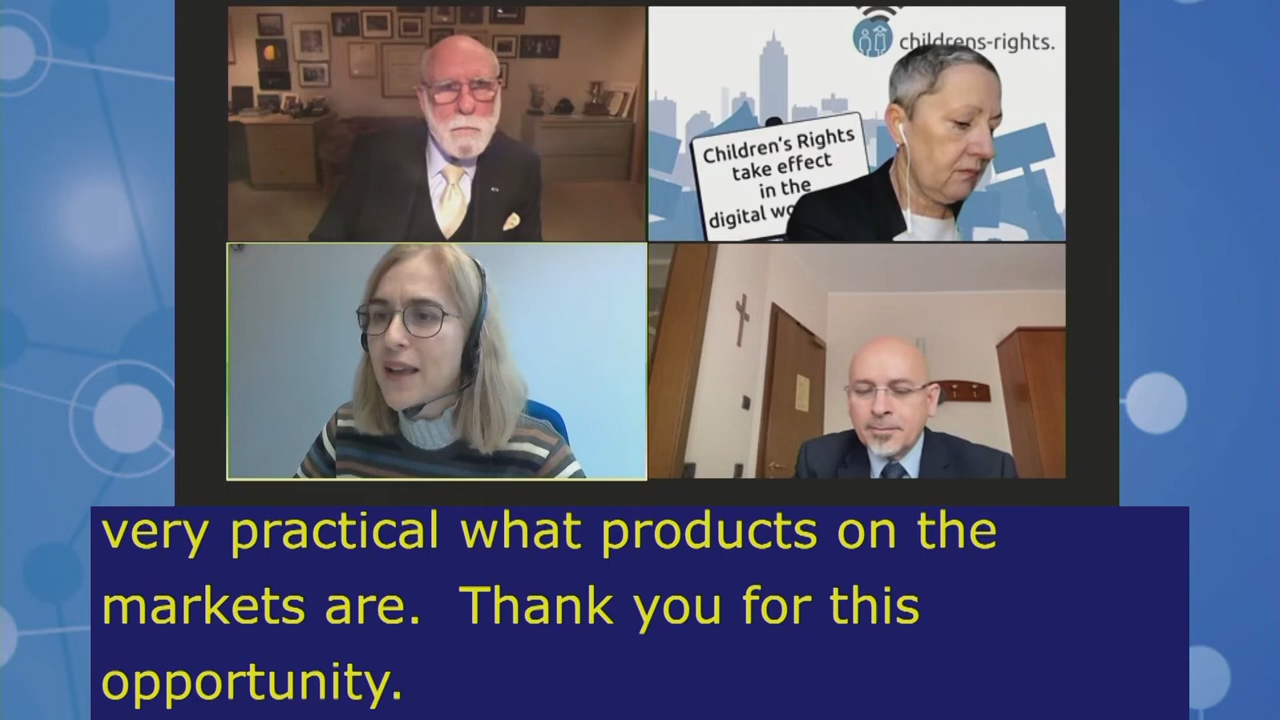 childrens-rights.
Children's Rights
take effect
in the
digital wo
very practical what products on the
markets are.  Thank you for this
opportunity.